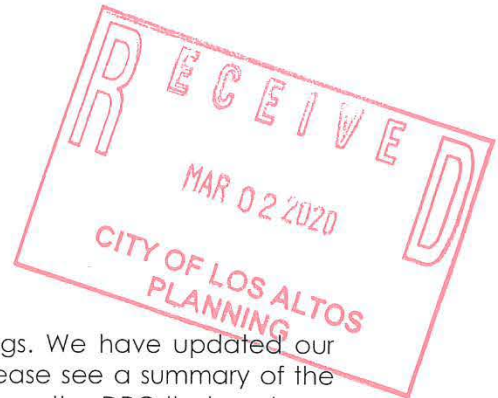 RECEIVED
MAR 02 2020
CITY OF LOS ALTOS
PLANNING
gs. We have updated our
ease see a summary of the